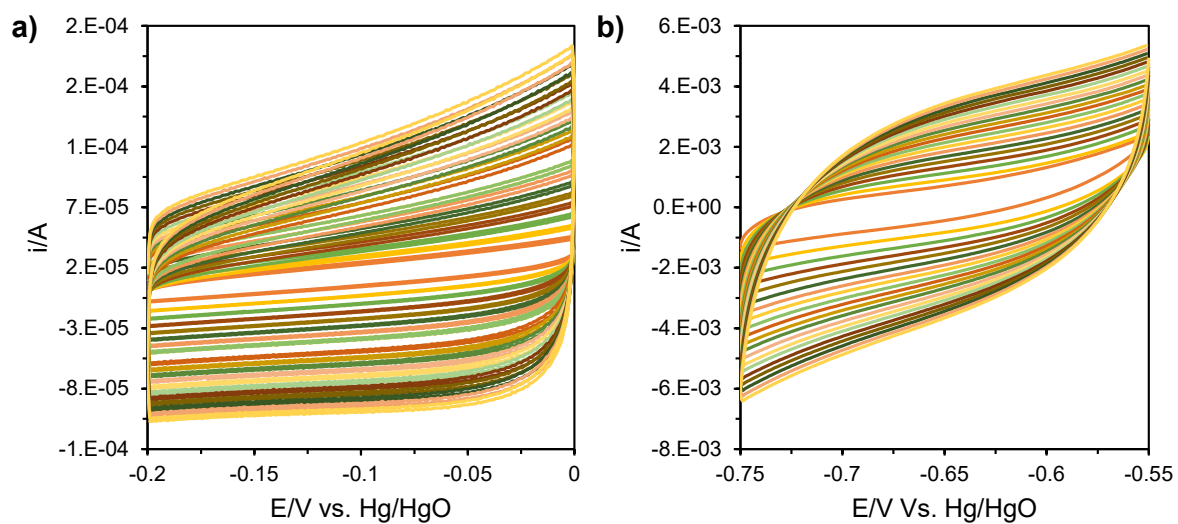 a)
2.E-04
2.E-04
1.E-04
7.E-05
2.E-05
-3.E-05
-8.E-05
-1.E-04
i/A
-0.2 -0.15 -0.1 -0.05 0
E/V vs. Hg/HgO
b)
6.E-03
4.E-03
2.E-03
0.E+00
-2.E-03
-4.E-03
-6.E-03
-8.E-03
i/A
-0.75 -0.7 -0.65 -0.6 -0.55
E/V Vs. Hg/HgO